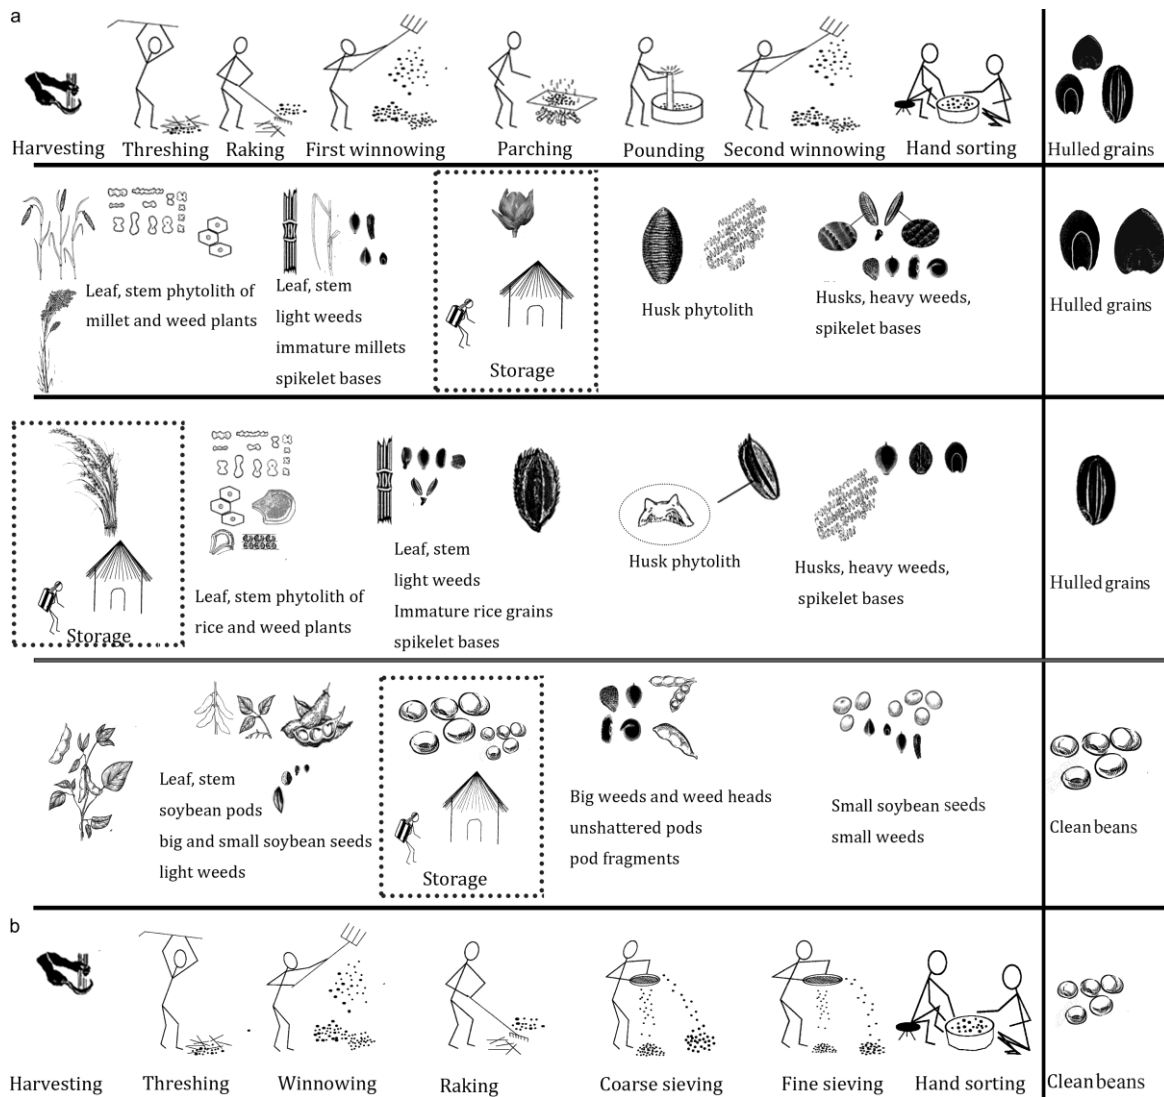 a
Harvesting Threshing Raking First winnowing Parching Pounding Second winnowing Hand sorting Hulled grains
Leaf, stem phytolith of
millet and weed plants
Leaf, stem
light weeds
immature millets
spikelet bases
Storage
Husk phytolith
Husks, heavy weeds,
spikelet bases
Hulled grains
Storage
Leaf, stem phytolith of
rice and weed plants
Leaf, stem
light weeds
Immature rice grains
spikelet bases
Husk phytolith
Husks, heavy weeds,
spikelet bases
Hulled grains
Leaf, stem
soybean pods
big and small soybean seeds
light weeds
Storage
Big weeds and weed heads
unshattered pods
pod fragments
Small soybean seeds
small weeds
Clean beans
b
Harvesting Threshing Winnowing Raking Coarse sieving Fine sieving Hand sorting Clean beans